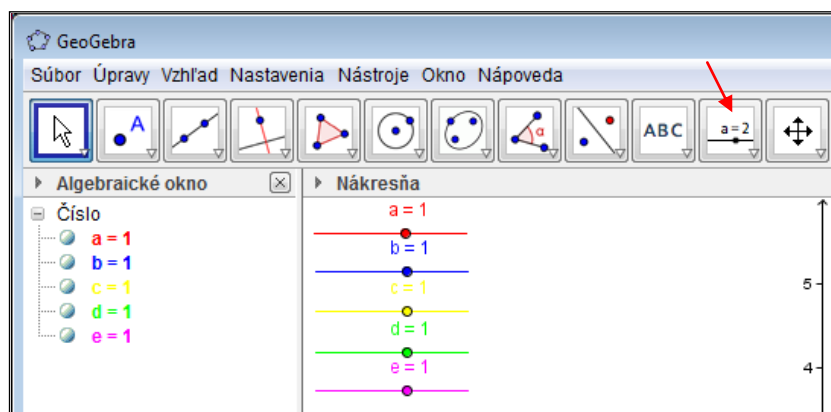 GeoGebra
Súbor Úpravy Vzhľad Nastavenia Nástroje Okno Nápoveda
A
α
ABC
a=2
Algebraické okno
Nákresňa
Číslo
a = 1
b = 1
c = 1
d = 1
e = 1
a = 1
b = 1
c = 1
d = 1
e = 1
5
4